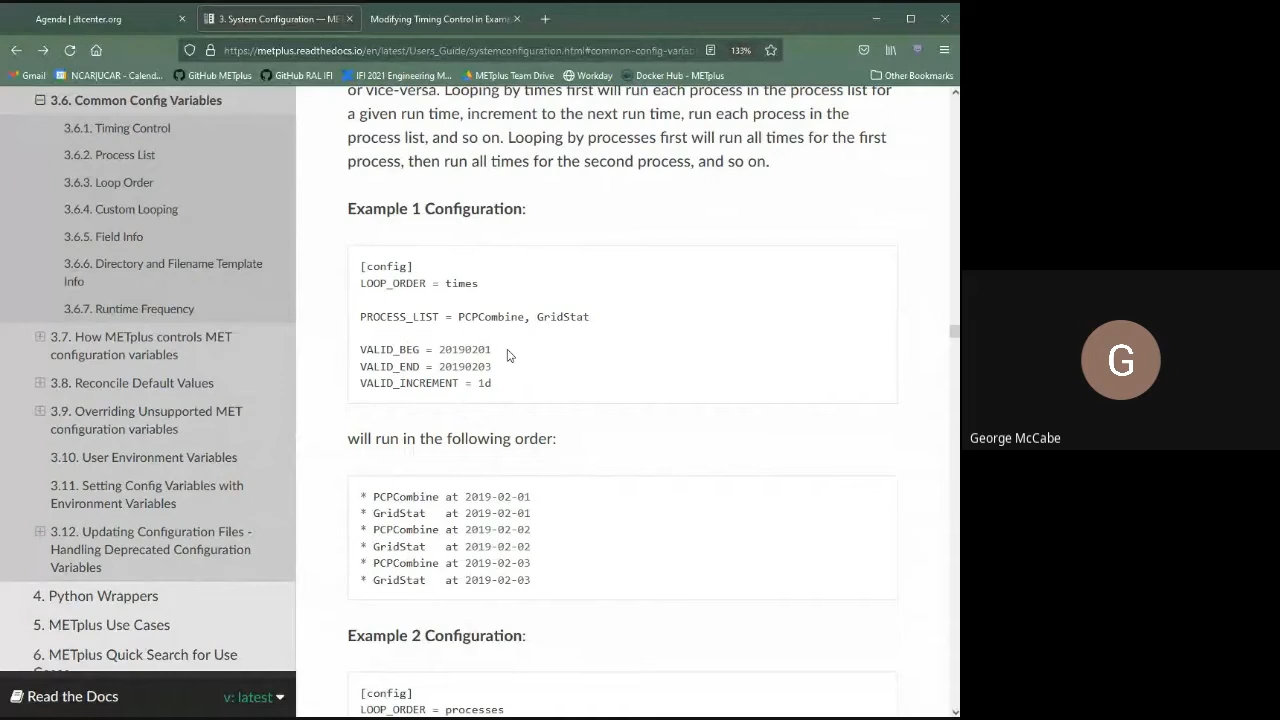 Agenda | dtcenter.org
3. System Configuration — ME
Modifying Timing Control in Examp
https://metplus.readthedocs.io/en/latest/Users_Guide/systemconfiguration.html#common-config-variab
133%
Gmail
NCAR|UCAR - Calend...
GitHub METplus
GitHub RAL IFI
IFI 2021 Engineering M...
METplus Team Drive
Workday
Docker Hub - METplus
Other Bookmarks
3.6. Common Config Variables
3.6.1. Timing Control
3.6.2. Process List
3.6.3. Loop Order
3.6.4. Custom Looping
3.6.5. Field Info
3.6.6. Directory and Filename Template
Info
3.6.7. Runtime Frequency
3.7. How METplus controls MET
configuration variables
3.8. Reconcile Default Values
3.9. Overriding Unsupported MET
configuration variables
3.10. User Environment Variables
3.11. Setting Config Variables with
Environment Variables
3.12. Updating Configuration Files -
Handling Deprecated Configuration
Variables
4. Python Wrappers
5. METplus Use Cases
6. METplus Quick Search for Use
Read the Docs
v: latest
or vice-versa. Looping by times first will run each process in the process list for
a given run time, increment to the next run time, run each process in the
process list, and so on. Looping by processes first will run all times for the first
process, then run all times for the second process, and so on.
Example 1 Configuration:
[config]
LOOP_ORDER = times
PROCESS_LIST = PCPCombine, GridStat
VALID_BEG = 20190201
VALID_END = 20190203
VALID_INCREMENT = 1d
will run in the following order:
* PCPCombine at 2019-02-01
* GridStat   at 2019-02-01
* PCPCombine at 2019-02-02
* GridStat   at 2019-02-02
* PCPCombine at 2019-02-03
* GridStat   at 2019-02-03
Example 2 Configuration:
[config]
LOOP_ORDER = processes
G
George McCabe